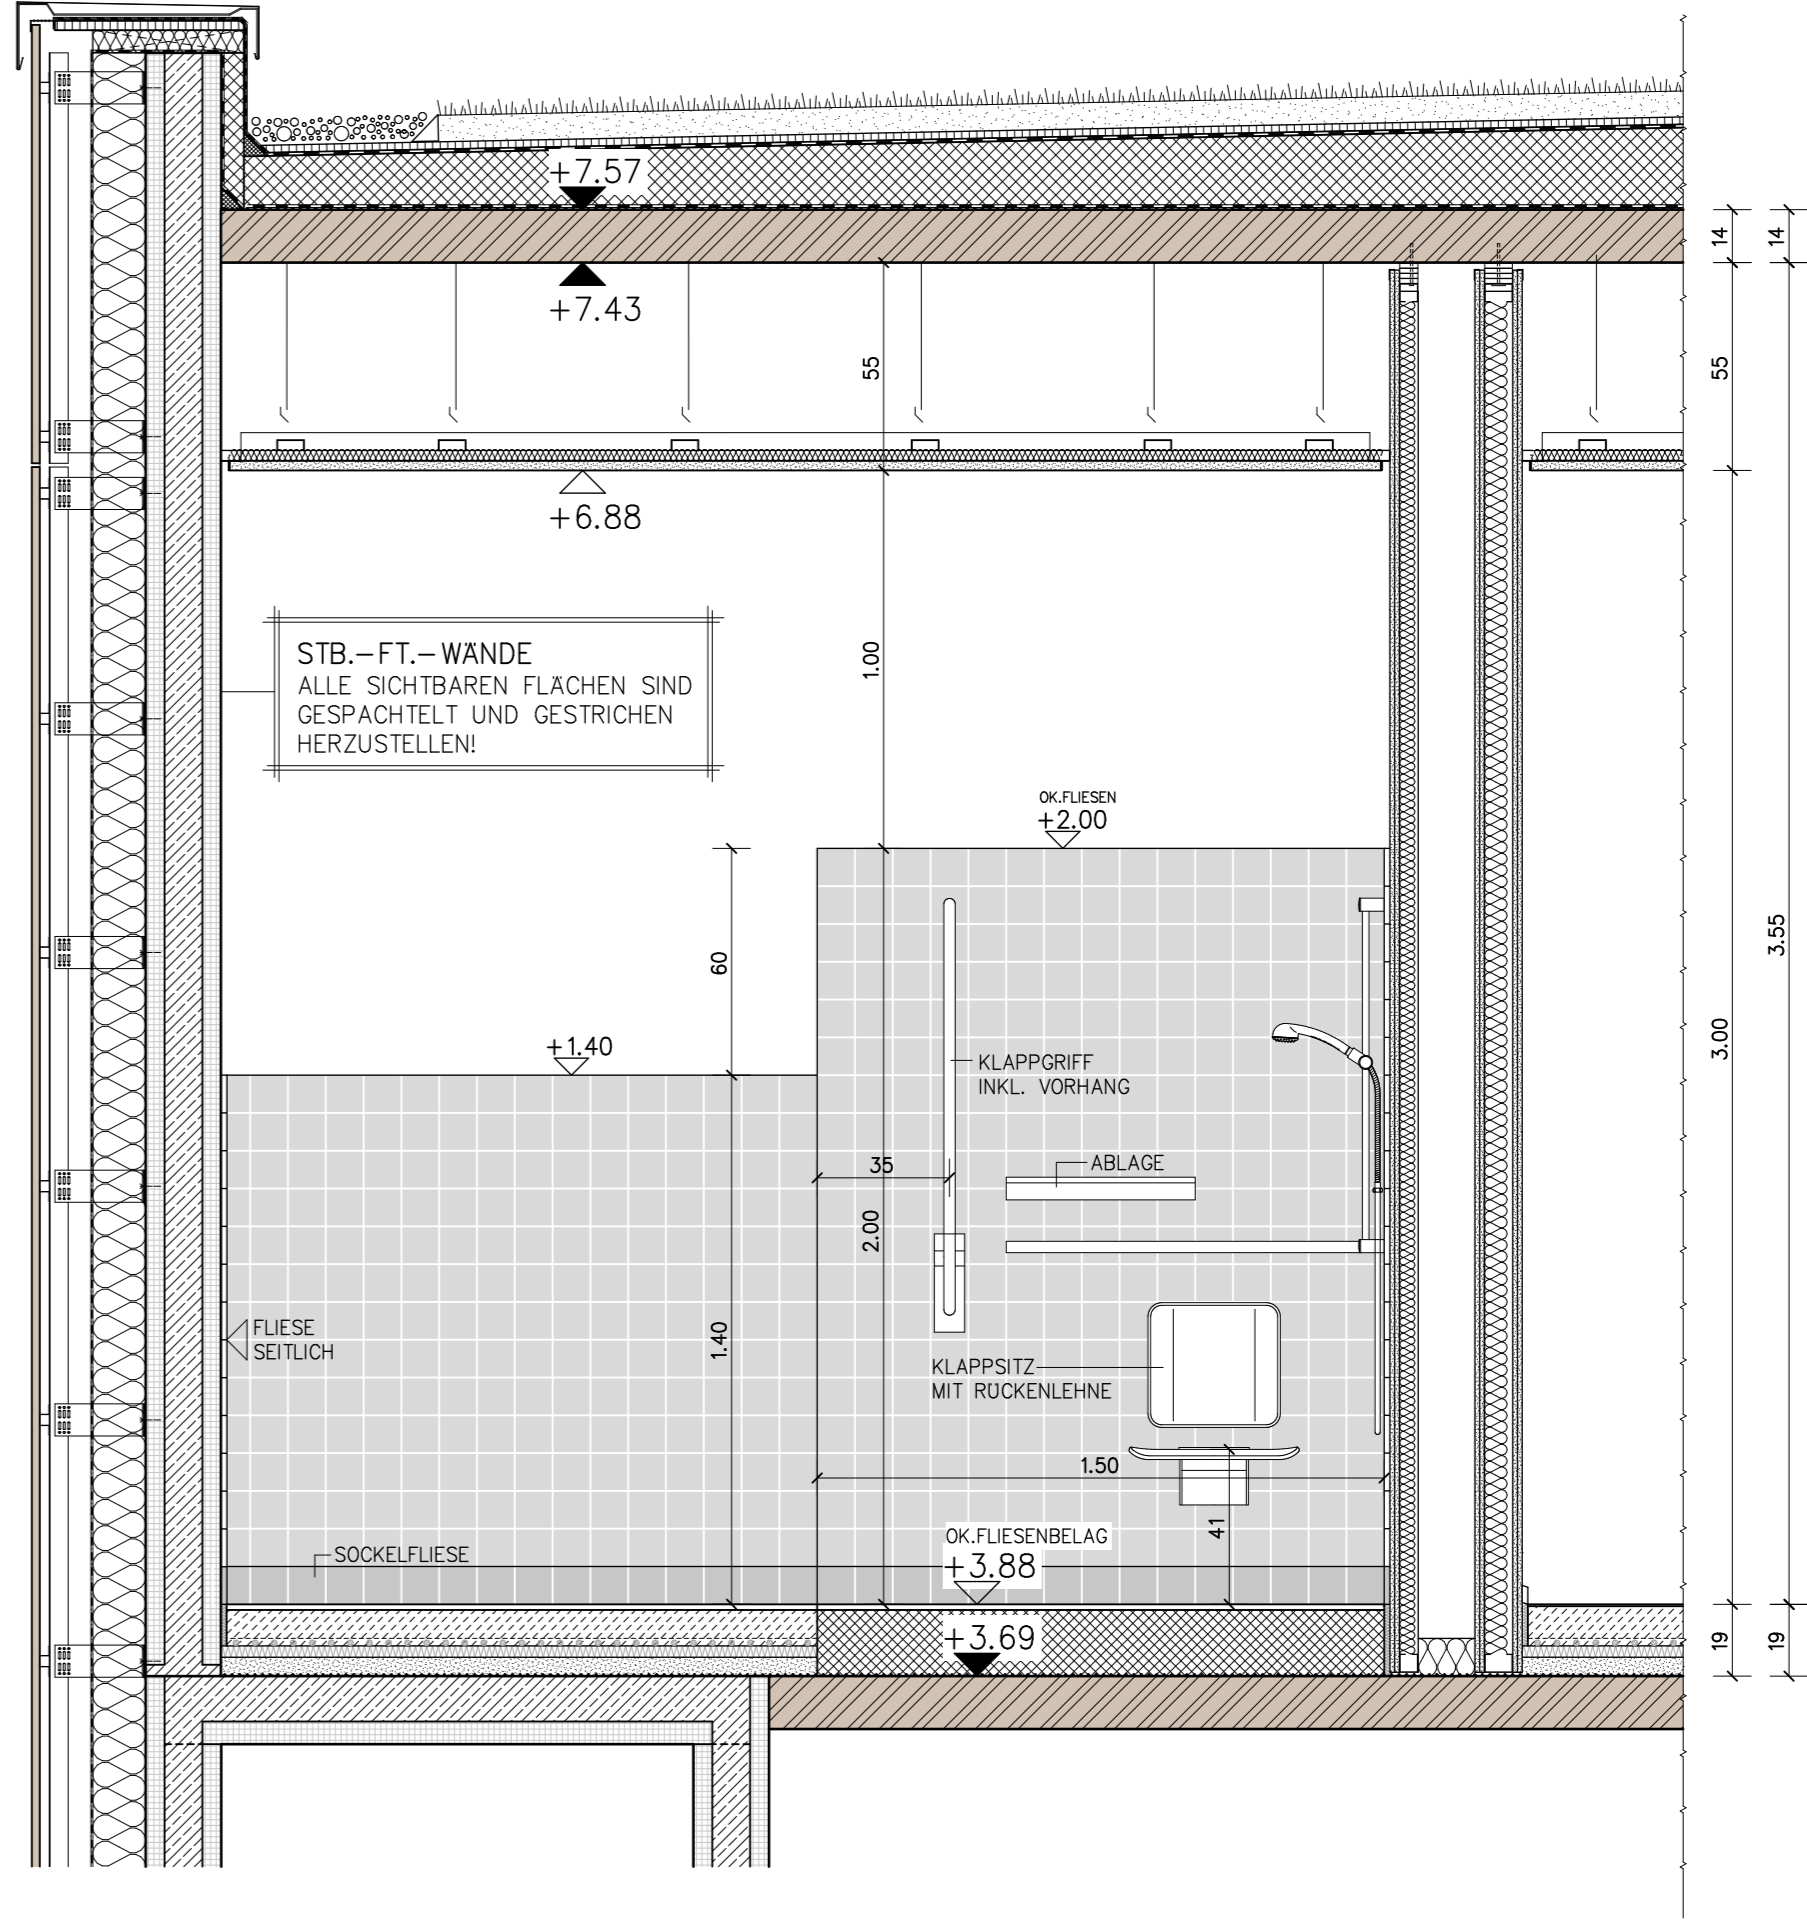 +7.57
14
14
+7.43
55
55
+6.88
STB.-FT.-WÄNDE
ALLE SICHTBAREN FLÄCHEN SIND
GESPACHTELT UND GESTRICHEN
HERZUSTELLEN!
1.00
OK.FLIESEN
+2.00
60
3.55
3.00
+1.40
KLAPPGRIFF
INKL. VORHANG
35
ABLAGE
2.00
FLIESE
SEITLICH
1.40
KLAPPSITZ
MIT RÜCKENLEHNE
1.50
41
OK.FLIESENBELAG
+3.88
SOCKELFLIESE
+3.69
19
19